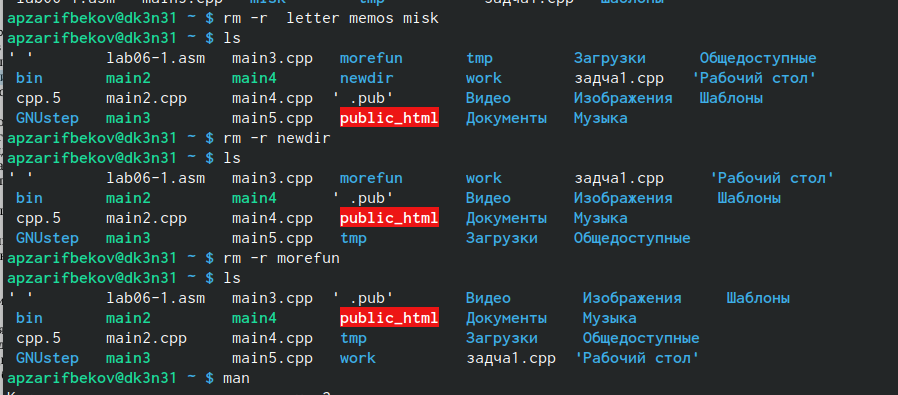 apzarifbekov@dk3n31 ~ $ rm -r  letter memos misk
apzarifbekov@dk3n31 ~ $ ls
' '         lab06-1.asm   main3.cpp   morefun       tmp         Загрузки      Общедоступные
 bin        main2         main4       newdir        work        задча1.cpp   'Рабочий стол'
 cpp.5      main2.cpp     main4.cpp  ' .pub'        Видео       Изображения   Шаблоны
 GNUstep    main3         main5.cpp   public_html   Документы   Музыка
apzarifbekov@dk3n31 ~ $ rm -r newdir
apzarifbekov@dk3n31 ~ $ ls
' '         lab06-1.asm   main3.cpp   morefun       work        задча1.cpp      'Рабочий стол'
 bin        main2         main4      ' .pub'        Видео       Изображения      Шаблоны
 cpp.5      main2.cpp     main4.cpp   public_html   Документы   Музыка
 GNUstep    main3         main5.cpp   tmp           Загрузки    Общедоступные
apzarifbekov@dk3n31 ~ $ rm -r morefun
apzarifbekov@dk3n31 ~ $ ls
' '         lab06-1.asm   main3.cpp  ' .pub'        Видео        Изображения     Шаблоны
 bin        main2         main4       public_html   Документы    Музыка
 cpp.5      main2.cpp     main4.cpp   tmp           Загрузки     Общедоступные
 GNUstep    main3         main5.cpp   work          задча1.cpp  'Рабочий стол'
apzarifbekov@dk3n31 ~ $ man